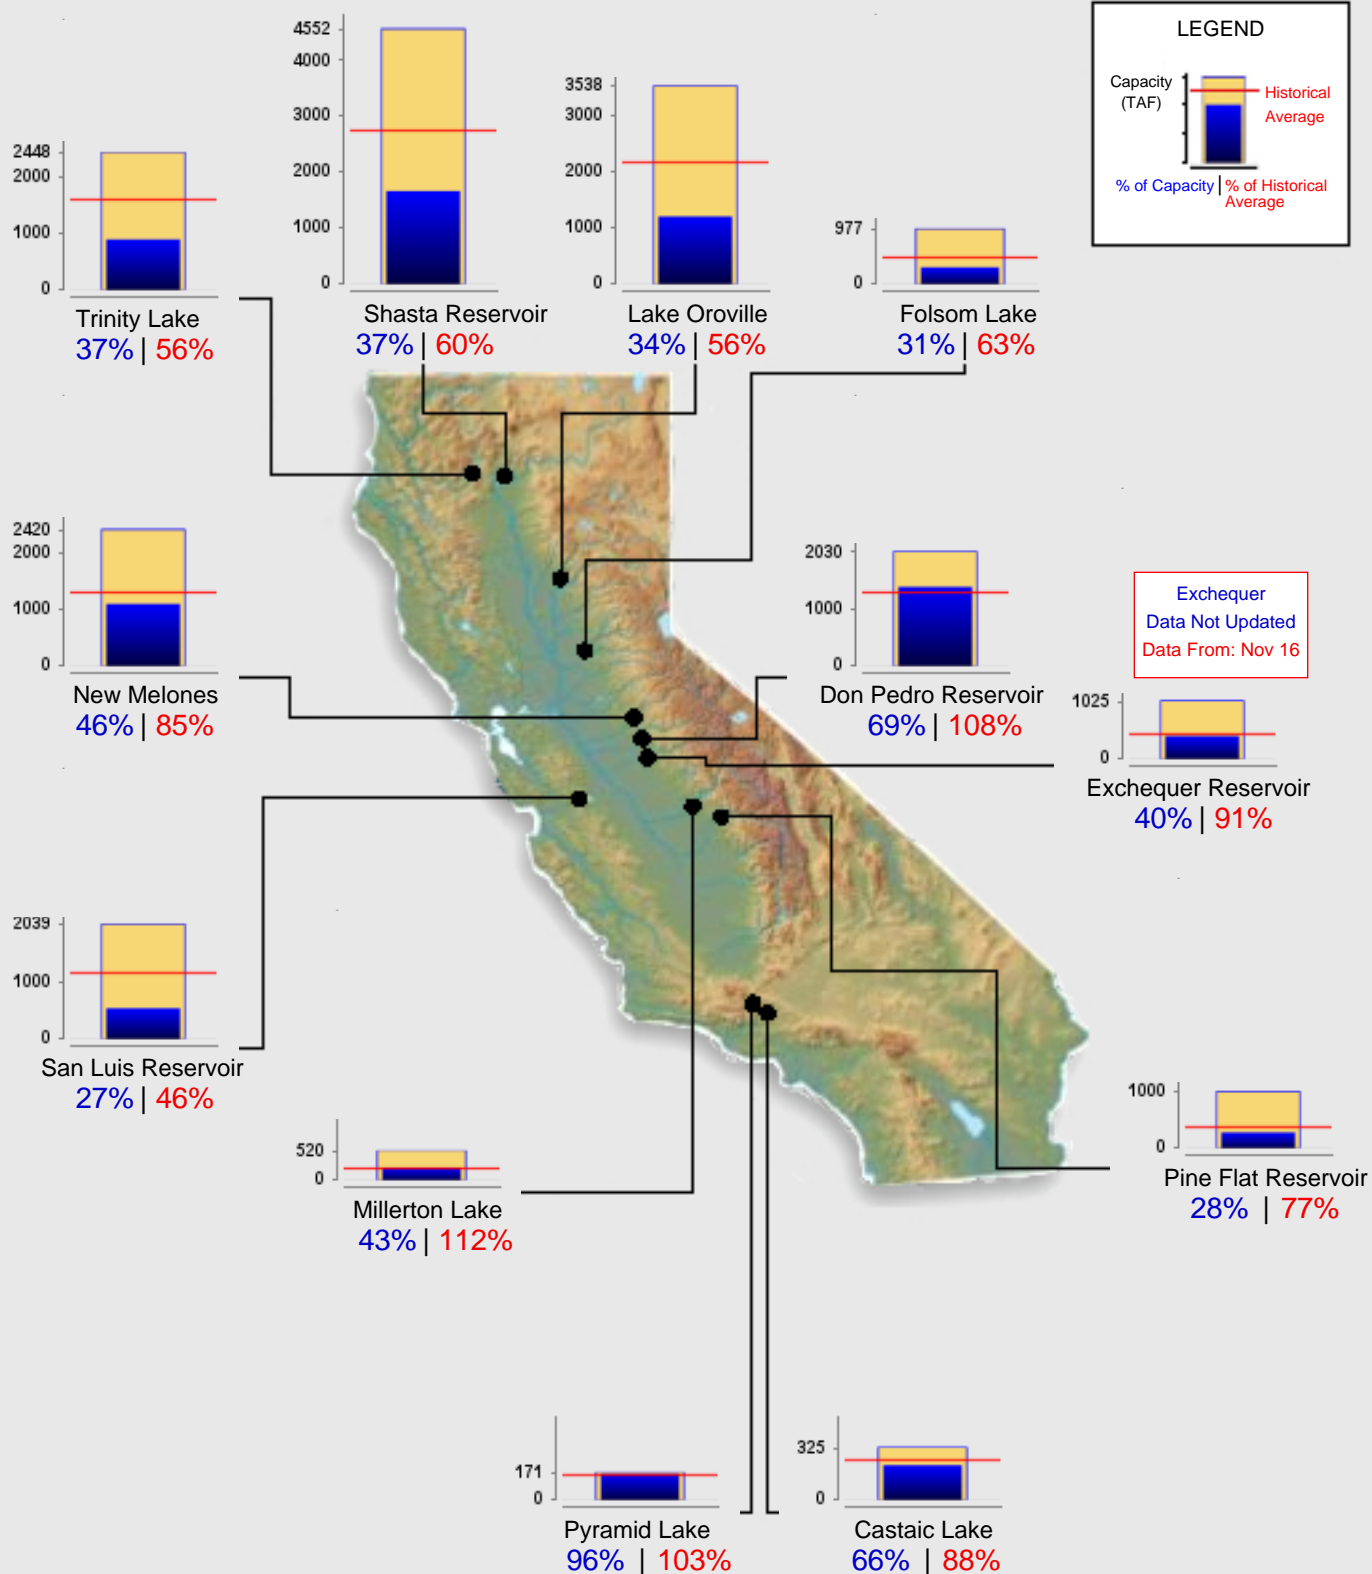 LEGEND
Capacity
(TAF)
Historical
Average
% of Capacity | % of Historical
Average
4552
4000
3000
2000
1000
0
Shasta Reservoir
37% | 60%
3538
3000
2000
1000
0
Lake Oroville
34% | 56%
2448
2000
1000
0
Trinity Lake
37% | 56%
977
0
Folsom Lake
31% | 63%
2420
2000
1000
0
New Melones
46% | 85%
2030
1000
0
Don Pedro Reservoir
69% | 108%
Exchequer
Data Not Updated
Data From: Nov 16
1025
0
Exchequer Reservoir
40% | 91%
2039
1000
0
San Luis Reservoir
27% | 46%
520
0
Millerton Lake
43% | 112%
1000
0
Pine Flat Reservoir
28% | 77%
171
0
Pyramid Lake
96% | 103%
325
0
Castaic Lake
66% | 88%